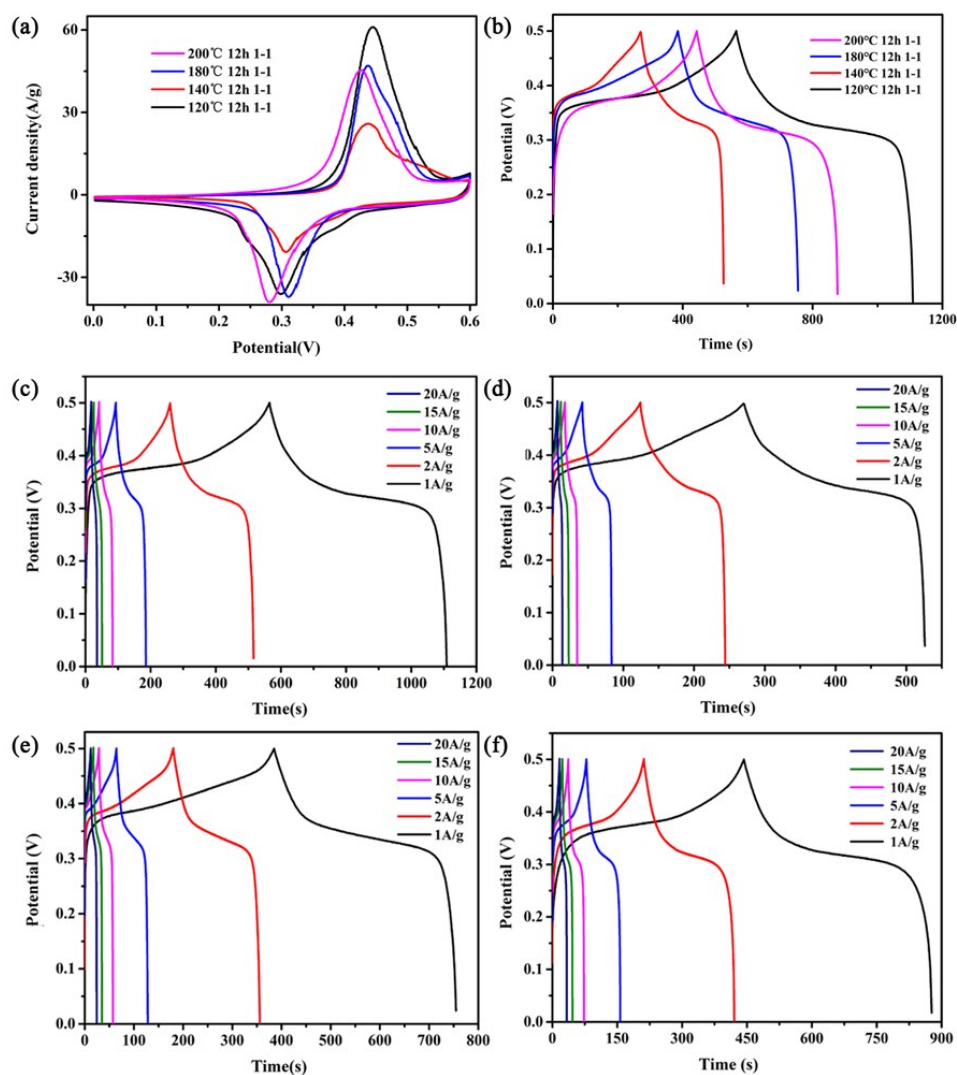 (a)
200℃ 12h 1-1
180℃ 12h 1-1
140℃ 12h 1-1
120℃ 12h 1-1
Current density(A/g)
60
30
0
-30
0.0 0.1 0.2 0.3 0.4 0.5 0.6
Potential(V)
(b)
200°C 12h 1-1
180°C 12h 1-1
140°C 12h 1-1
120°C 12h 1-1
Potential (V)
0.5
0.4
0.3
0.2
0.1
0.0
0 400 800 1200
Time (s)
(c)
20A/g
15A/g
10A/g
5A/g
2A/g
1A/g
Potential (V)
0.5
0.4
0.3
0.2
0.1
0.0
0 200 400 600 800 1000 1200
Time(s)
(d)
20A/g
15A/g
10A/g
5A/g
2A/g
1A/g
Potential (V)
0.5
0.4
0.3
0.2
0.1
0.0
0 100 200 300 400 500
Time(s)
(e)
20A/g
15A/g
10A/g
5A/g
2A/g
1A/g
Potential (V)
0.5
0.4
0.3
0.2
0.1
0.0
0 100 200 300 400 500 600 700 800
Time(s)
(f)
20A/g
15A/g
10A/g
5A/g
2A/g
1A/g
Potential (V)
0.5
0.4
0.3
0.2
0.1
0.0
0 150 300 450 600 750 900
Time (s)